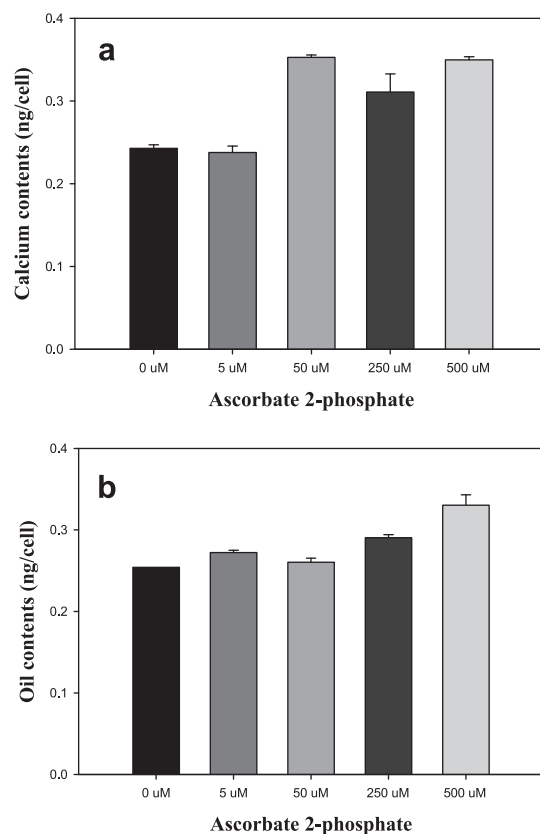 a
Calcium contents (ng/cell)
0.4
0.3
0.2
0.1
0.0
0 uM 5 uM 50 uM 250 uM 500 uM
Ascorbate 2-phosphate
b
Oil contents (ng/cell)
0.4
0.3
0.2
0.1
0.0
0 uM 5 uM 50 uM 250 uM 500 uM
Ascorbate 2-phosphate